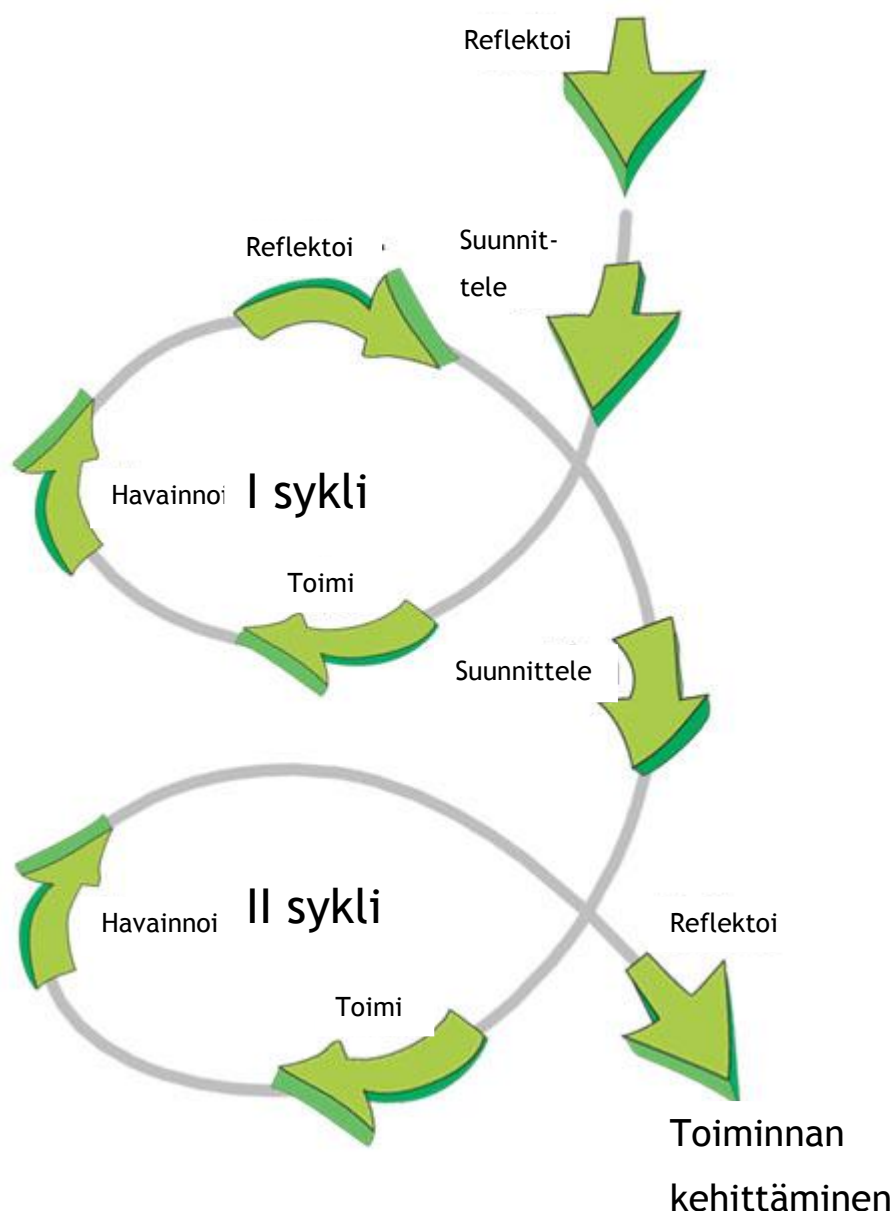 Reflektoi
Reflektoi
Suunnit-
tele
Havainnoi
I sykli
Toimi
Suunnittele
Havainnoi
II sykli
Reflektoi
Toimi
Toiminnan
kehittäminen